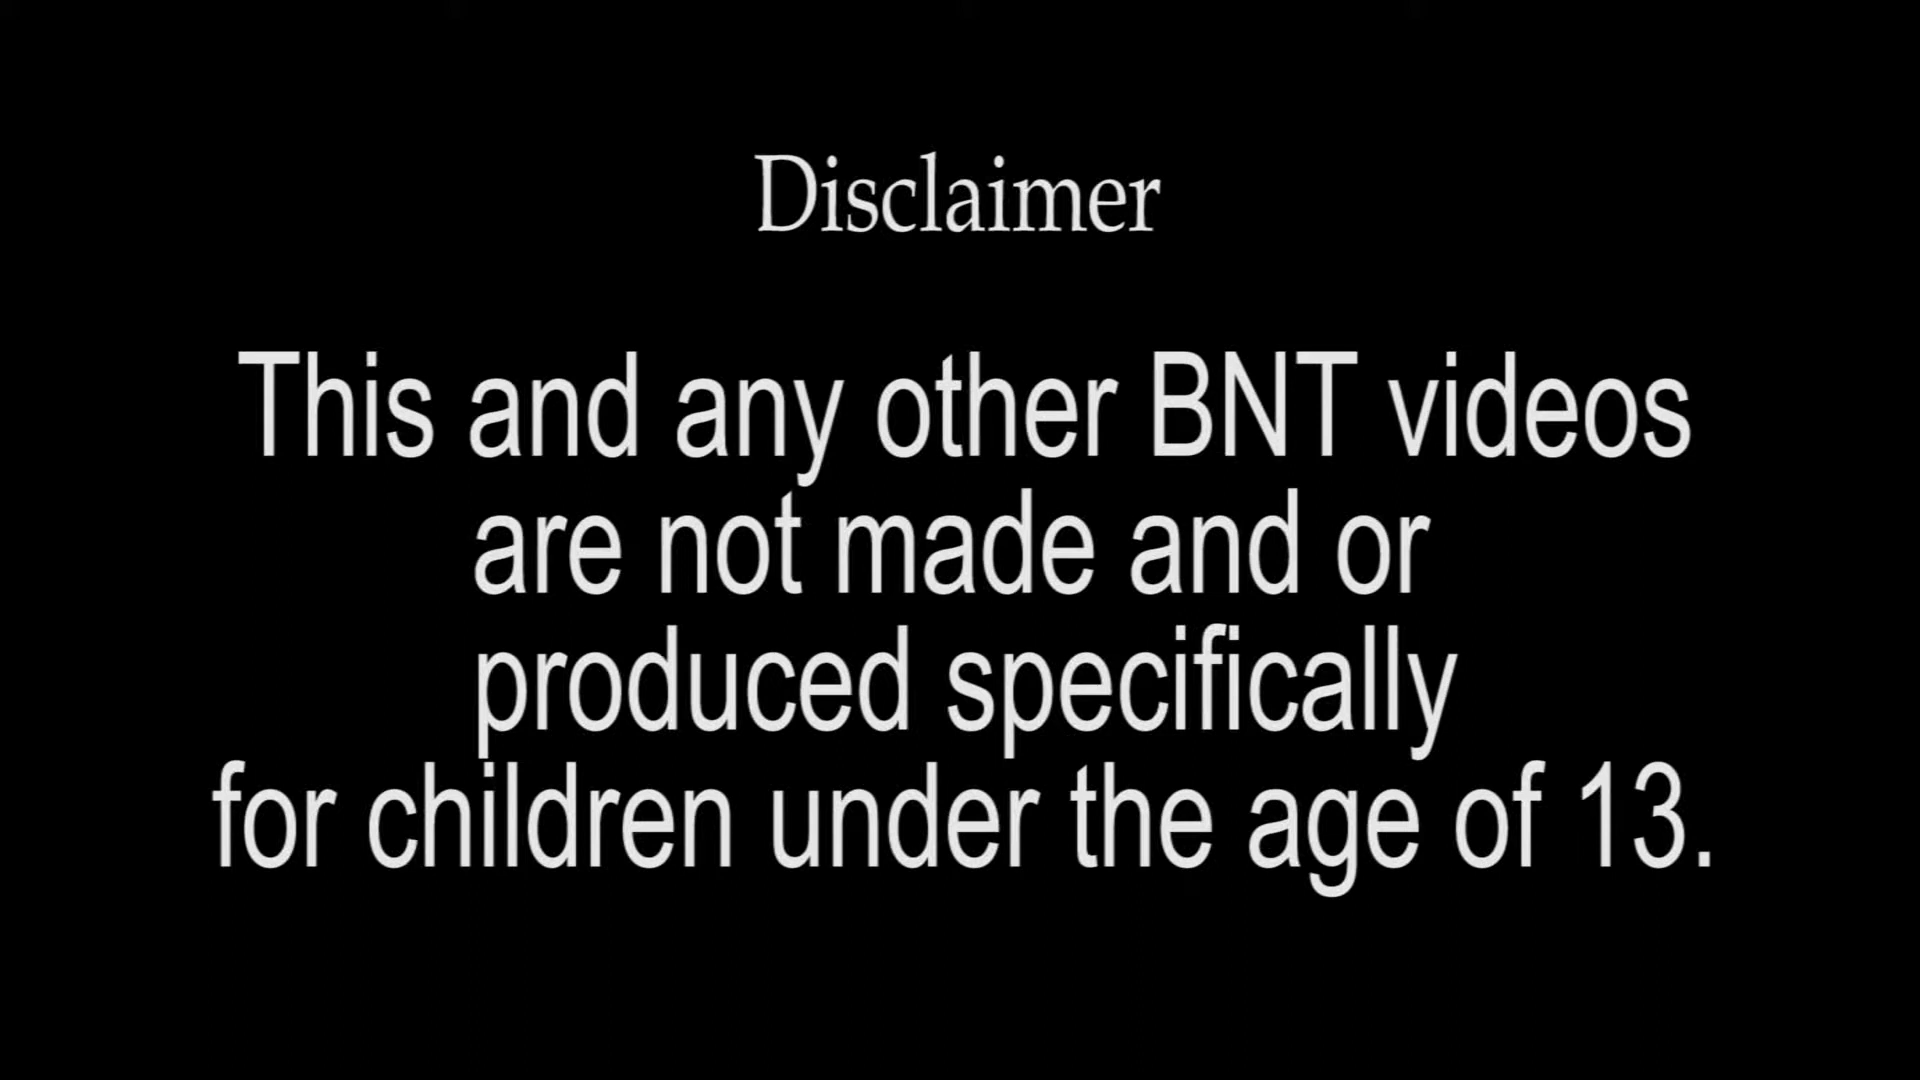 Disclaimer
This and any other BNT videos
are not made and or
produced specifically
for children under the age of 13.